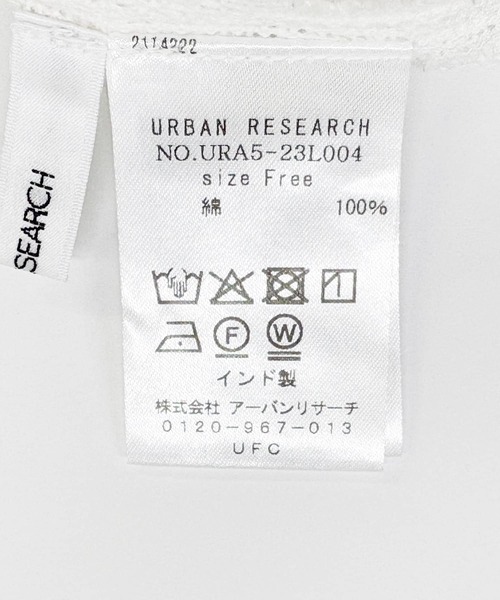 2114222
URBAN RESEARCH
NO.URA5-23L004
size Free
綿 100%
F W
インド製
株式会社 アーバンリサーチ
0120-967-013
UFC
SEARCH